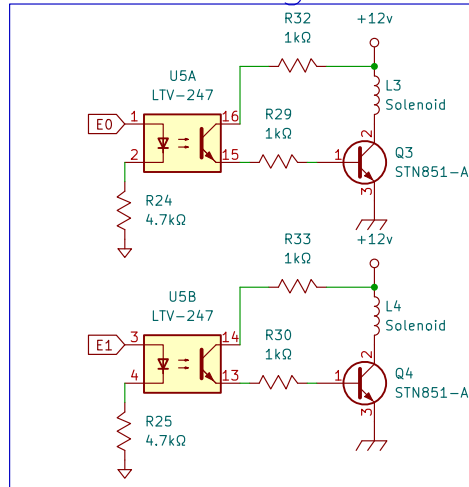 R32
1kΩ
+12v
U5A
LTV-247
L3
Solenoid
E0
1
16
2
15
R29
1kΩ
2
1
3
Q3
STN851-A
R24
4.7kΩ
R33
1kΩ
+12v
U5B
LTV-247
L4
Solenoid
E1
3
14
4
13
R30
1kΩ
2
1
3
Q4
STN851-A
R25
4.7kΩ